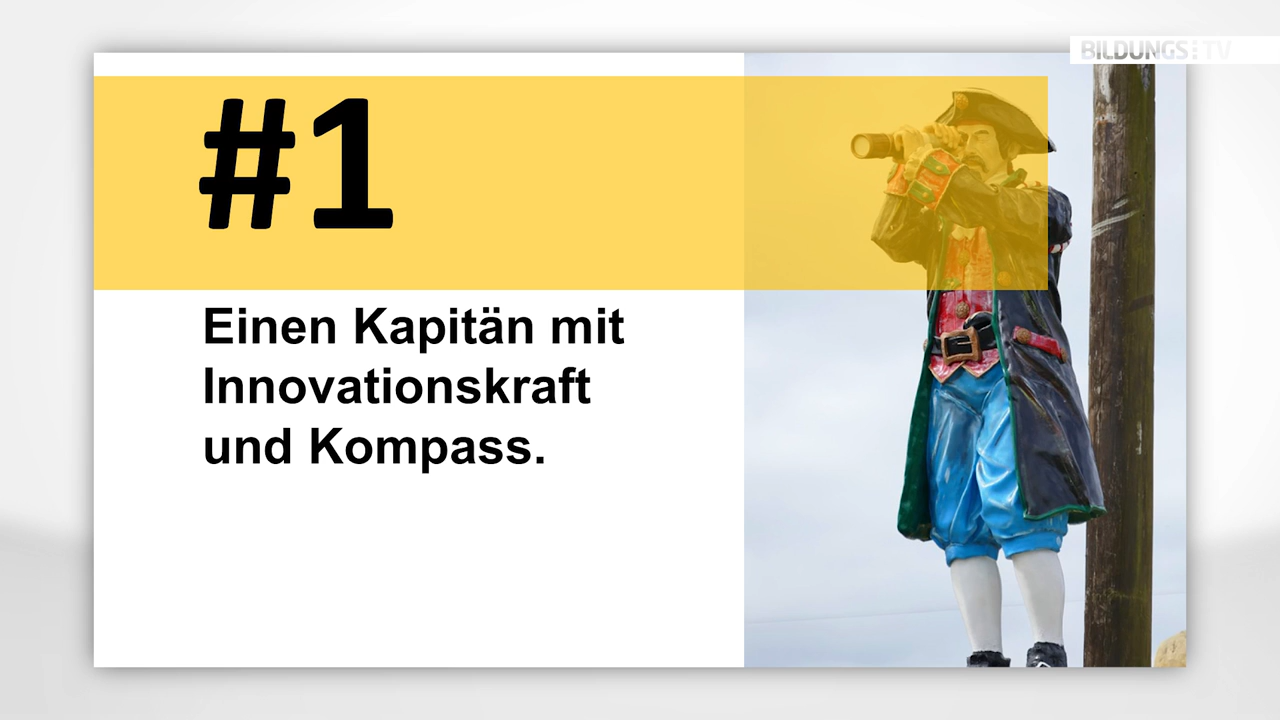 BILDUNGS TV
#1
Einen Kapitän mit
Innovationskraft
und Kompass.